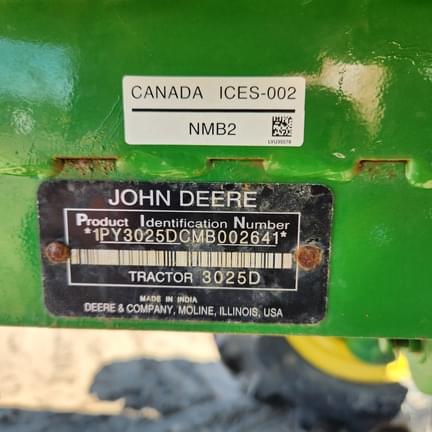 CANADA ICES-002
NMB2
LVU35578
JOHN DEERE
Product Identification Number
*1PY3025DCMB002641*
TRACTOR 3025D
MADE IN INDIA
DEERE & COMPANY, MOLINE, ILLINOIS, USA